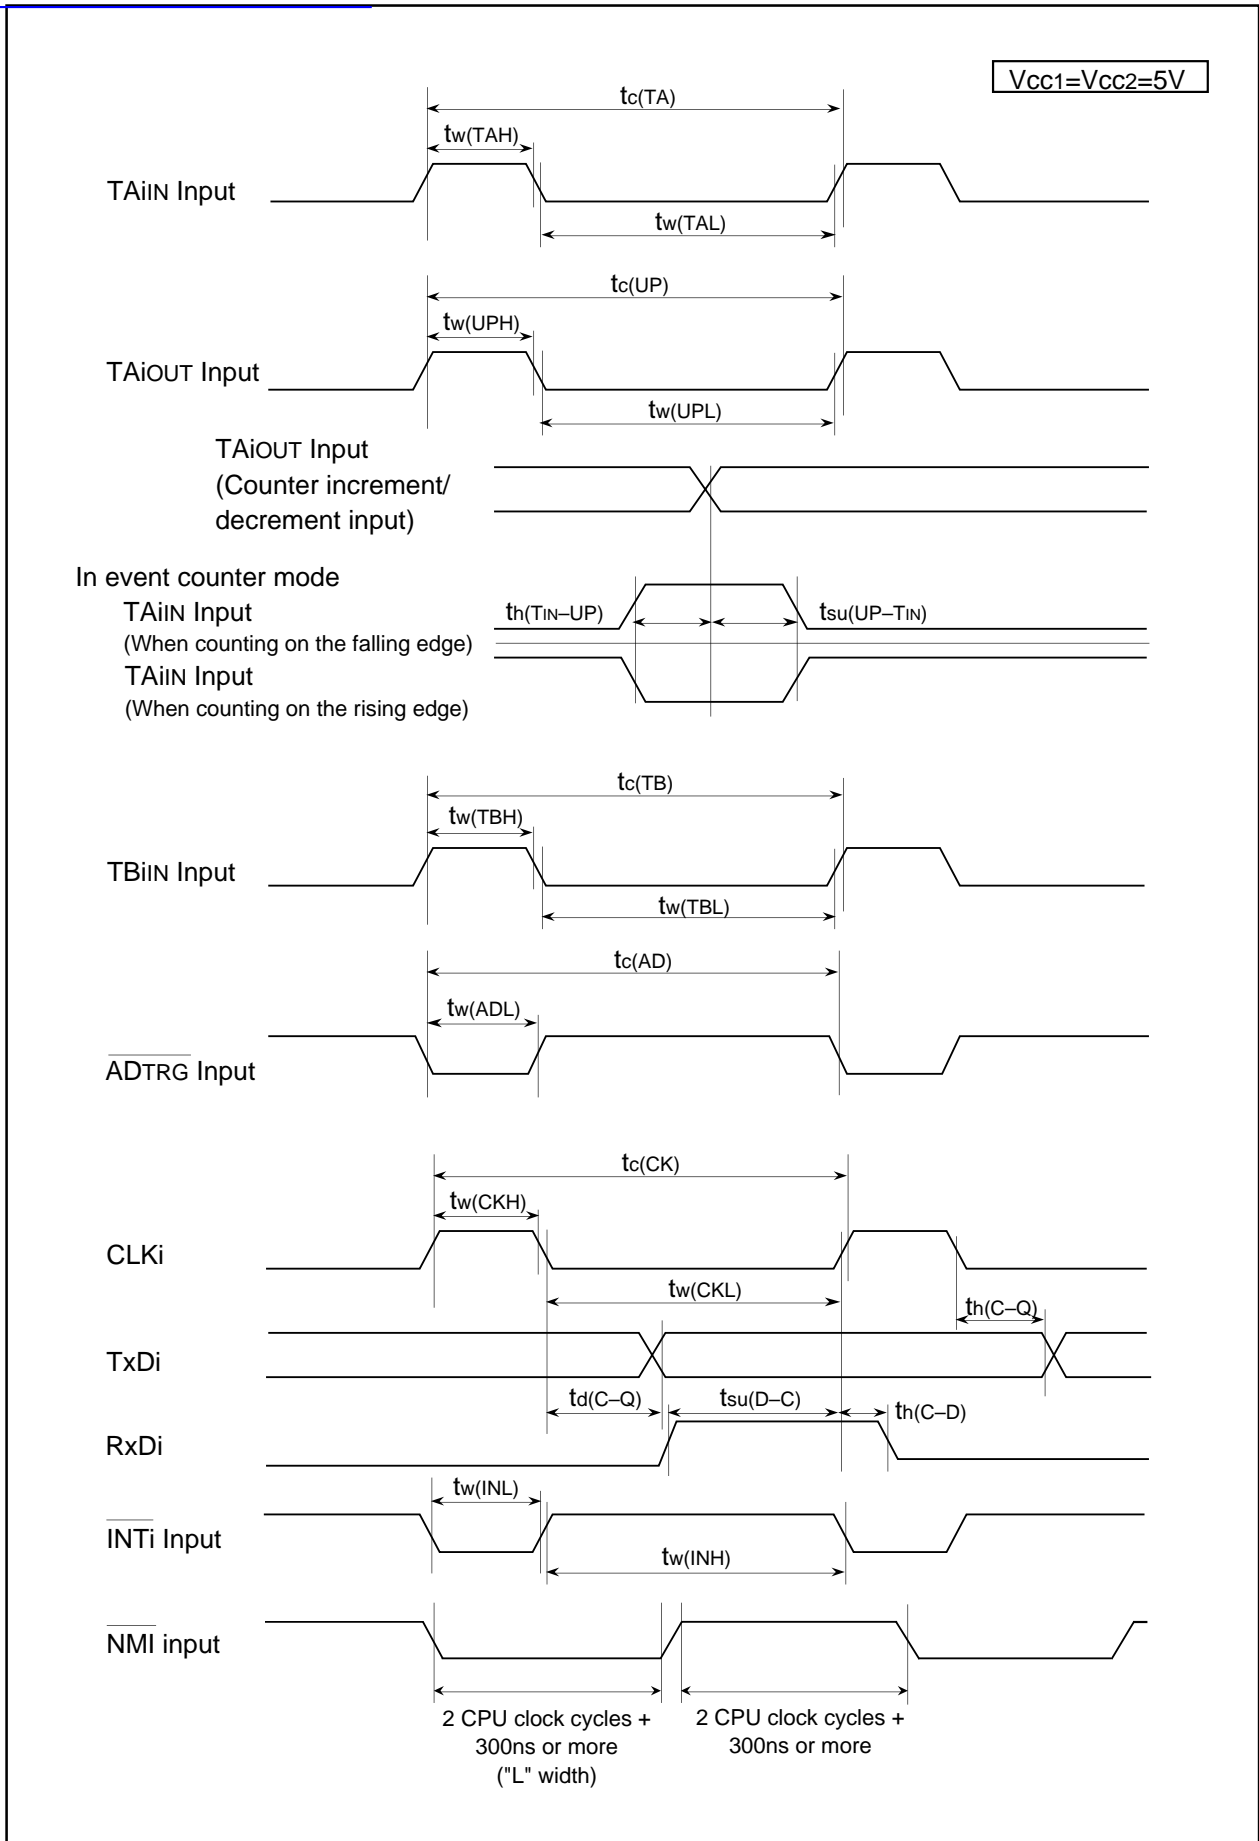 Vcc1=Vcc2=5V
tc(TA)
tw(TAH)
TAiIN Input
tw(TAL)
tc(UP)
tw(UPH)
TAiOUT Input
tw(UPL)
TAiOUT Input
(Counter increment/
decrement input)
In event counter mode
TAiIN Input
(When counting on the falling edge)
th(TIN–UP)
tsu(UP–TIN)
TAiIN Input
(When counting on the rising edge)
tc(TB)
tw(TBH)
TBiIN Input
tw(TBL)
tc(AD)
tw(ADL)
ADTRG Input
tc(CK)
tw(CKH)
CLKi
tw(CKL)
th(C–Q)
TxDi
td(C–Q)
tsu(D–C)
th(C–D)
RxDi
tw(INL)
INTi Input
tw(INH)
NMI input
2 CPU clock cycles +
300ns or more
("L" width)
2 CPU clock cycles +
300ns or more